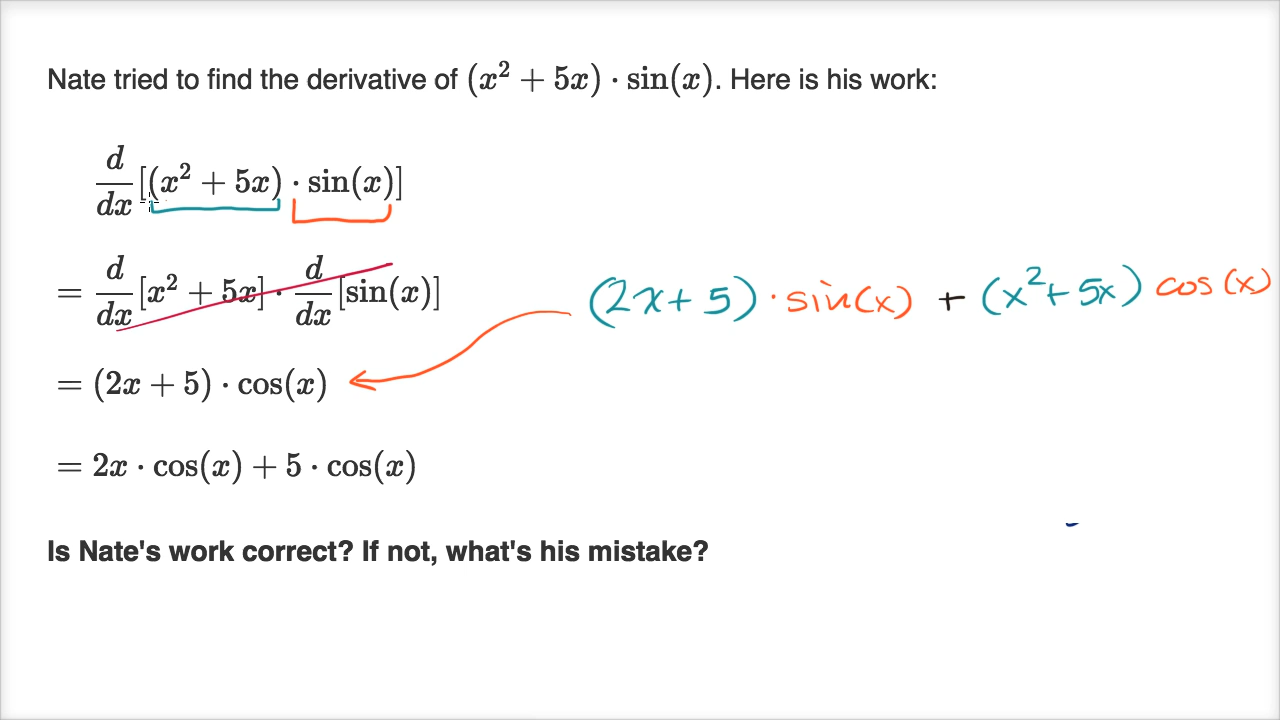 Nate tried to find the derivative of (x² + 5x) · sin(x). Here is his work:
d/dx [(x² + 5x) · sin(x)]
= d/dx [x² + 5x] · d/dx [sin(x)]
(2x + 5) · sin(x) + (x² + 5x) cos(x)
= (2x + 5) · cos(x)
= 2x · cos(x) + 5 · cos(x)
Is Nate's work correct? If not, what's his mistake?